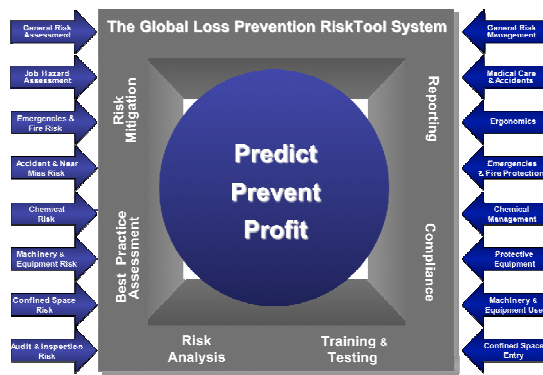 The Global Loss Prevention RiskTool System
General Risk
Assessment
Job Hazard
Assessment
Emergencies &
Fire Risk
Accident & Near
Miss Risk
Chemical
Risk
Machinery &
Equipment Risk
Confined Space
Risk
Audit & Inspection
Risk
Risk
Mitigation
Best Practice
Assessment
Predict
Prevent
Profit
Reporting
Compliance
Risk
Analysis
Training &
Testing
General Risk
Management
Medical Care
& Accidents
Ergonomics
Emergencies
& Fire Protection
Chemical
Management
Protective
Equipment
Machinery &
Equipment Use
Confined Space
Entry